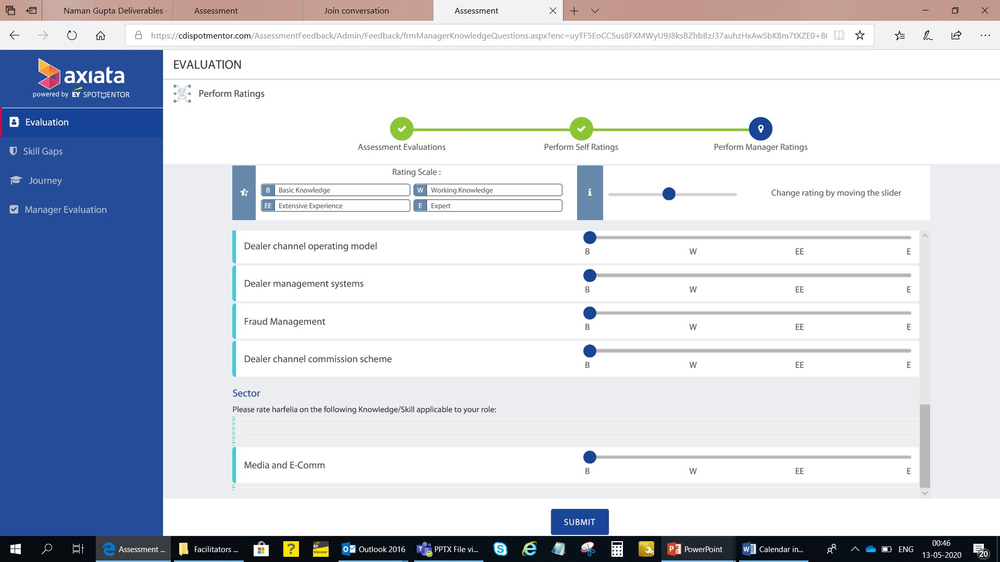 Naman Gupta Deliverables
Assessment
Join conversation
Assessment
https://cdispotmentor.com/AssessmentFeedback/Admin/Feedback/frmManagerKnowledgeQuestions.aspx?enc=uyTF5EoCC5us8FXMWyU9J8ksBZhbBzJ37auhzHxAwSbK8m7tXZE0+8
axiata
powered by EY SPOTMENTOR
Evaluation
Skill Gaps
Journey
Manager Evaluation
EVALUATION
Perform Ratings
Assessment Evaluations
Perform Self Ratings
Perform Manager Ratings
Rating Scale :
B Basic Knowledge
W Working Knowledge
EE Extensive Experience
E Expert
Change rating by moving the slider
Dealer channel operating model
B W EE E
Dealer management systems
B W EE E
Fraud Management
B W EE E
Dealer channel commission scheme
B W EE E
Sector
Please rate harfelia on the following Knowledge/Skill applicable to your role:
Media and E-Comm
B W EE E
SUBMIT
Assessment ...
Facilitators ...
EY Discover
Outlook 2016
PPTX File vi...
PDF
PowerPoint
Calendar in...
ENG
00:46
13-05-2020
20